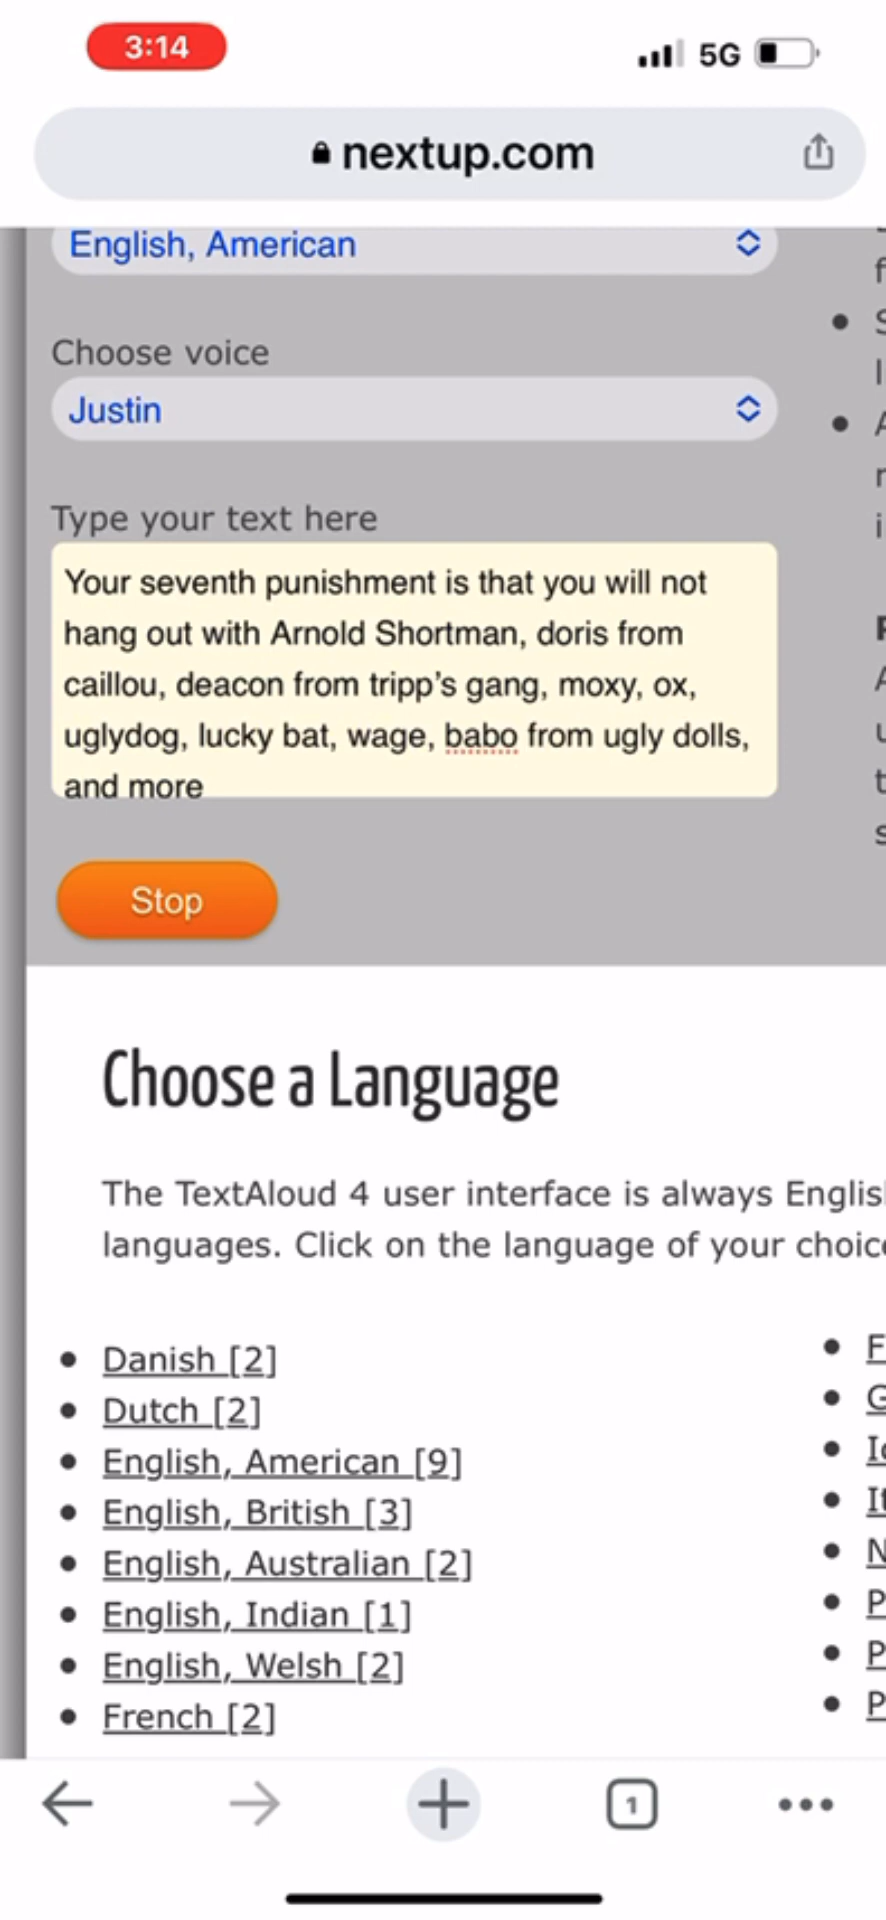 3:14
5G
nextup.com
English, American
Choose voice
Justin
Type your text here
Your seventh punishment is that you will not
hang out with Arnold Shortman, doris from
caillou, deacon from tripp's gang, moxy, ox,
uglydog, lucky bat, wage, babo from ugly dolls,
and more
Stop
Choose a Language
The TextAloud 4 user interface is always
languages. Click on the language of your
Danish [2]
Dutch [2]
English, American [9]
English, British [3]
English, Australian [2]
English, Indian [1]
English, Welsh [2]
French [2]
1